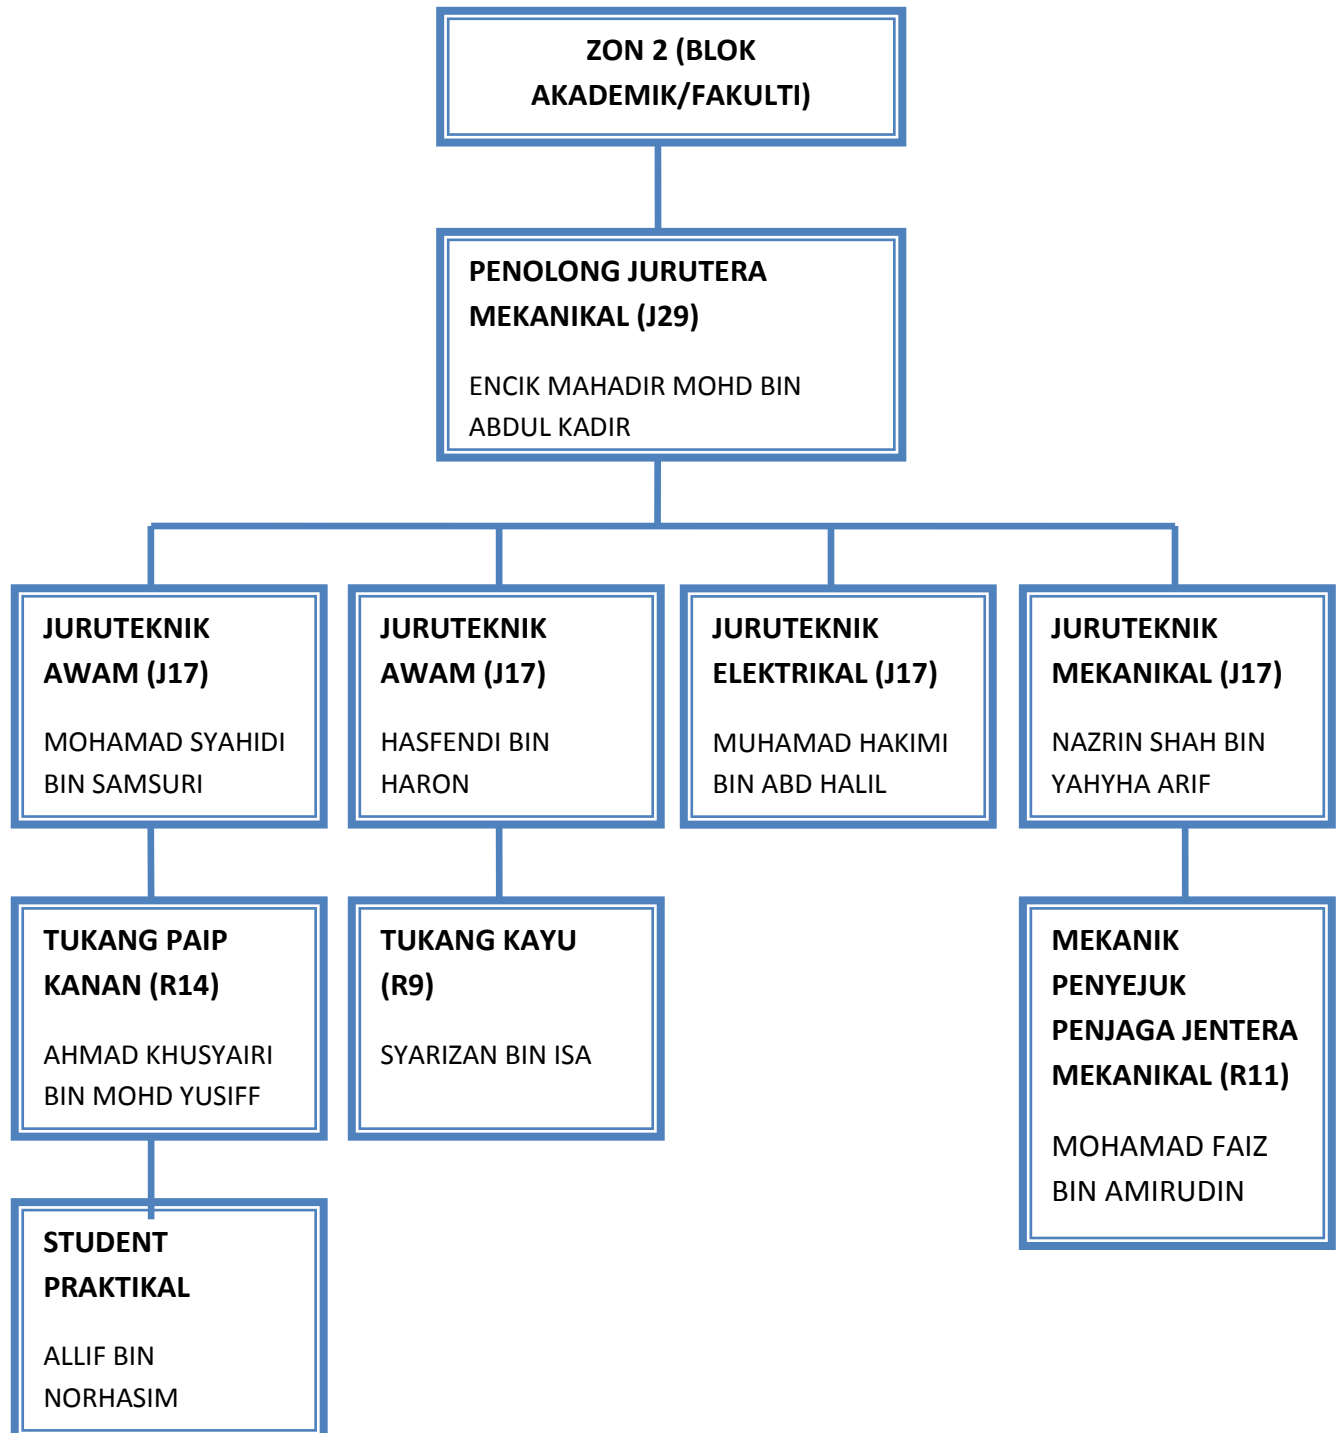 ZON 2 (BLOK
AKADEMIK/FAKULTI)
PENOLONG JURUTERA
MEKANIKAL (J29)
ENCIK MAHADIR MOHD BIN
ABDUL KADIR
JURUTEKNIK
AWAM (J17)
MOHAMAD SYAHIDI
BIN SAMSURI
JURUTEKNIK
AWAM (J17)
HASFENDI BIN
HARON
JURUTEKNIK
ELEKTRIKAL (J17)
MUHAMAD HAKIMI
BIN ABD HALIL
JURUTEKNIK
MEKANIKAL (J17)
NAZRIN SHAH BIN
YAHYHA ARIF
TUKANG PAIP
KANAN (R14)
AHMAD KHUSYAIRI
BIN MOHD YUSIFF
TUKANG KAYU
(R9)
SYARIZAN BIN ISA
MEKANIK
PENYEJUK
PENJAGA JENTERA
MEKANIKAL (R11)
MOHAMAD FAIZ
BIN AMIRUDIN
STUDENT
PRAKTIKAL
ALLIF BIN
NORHASIM